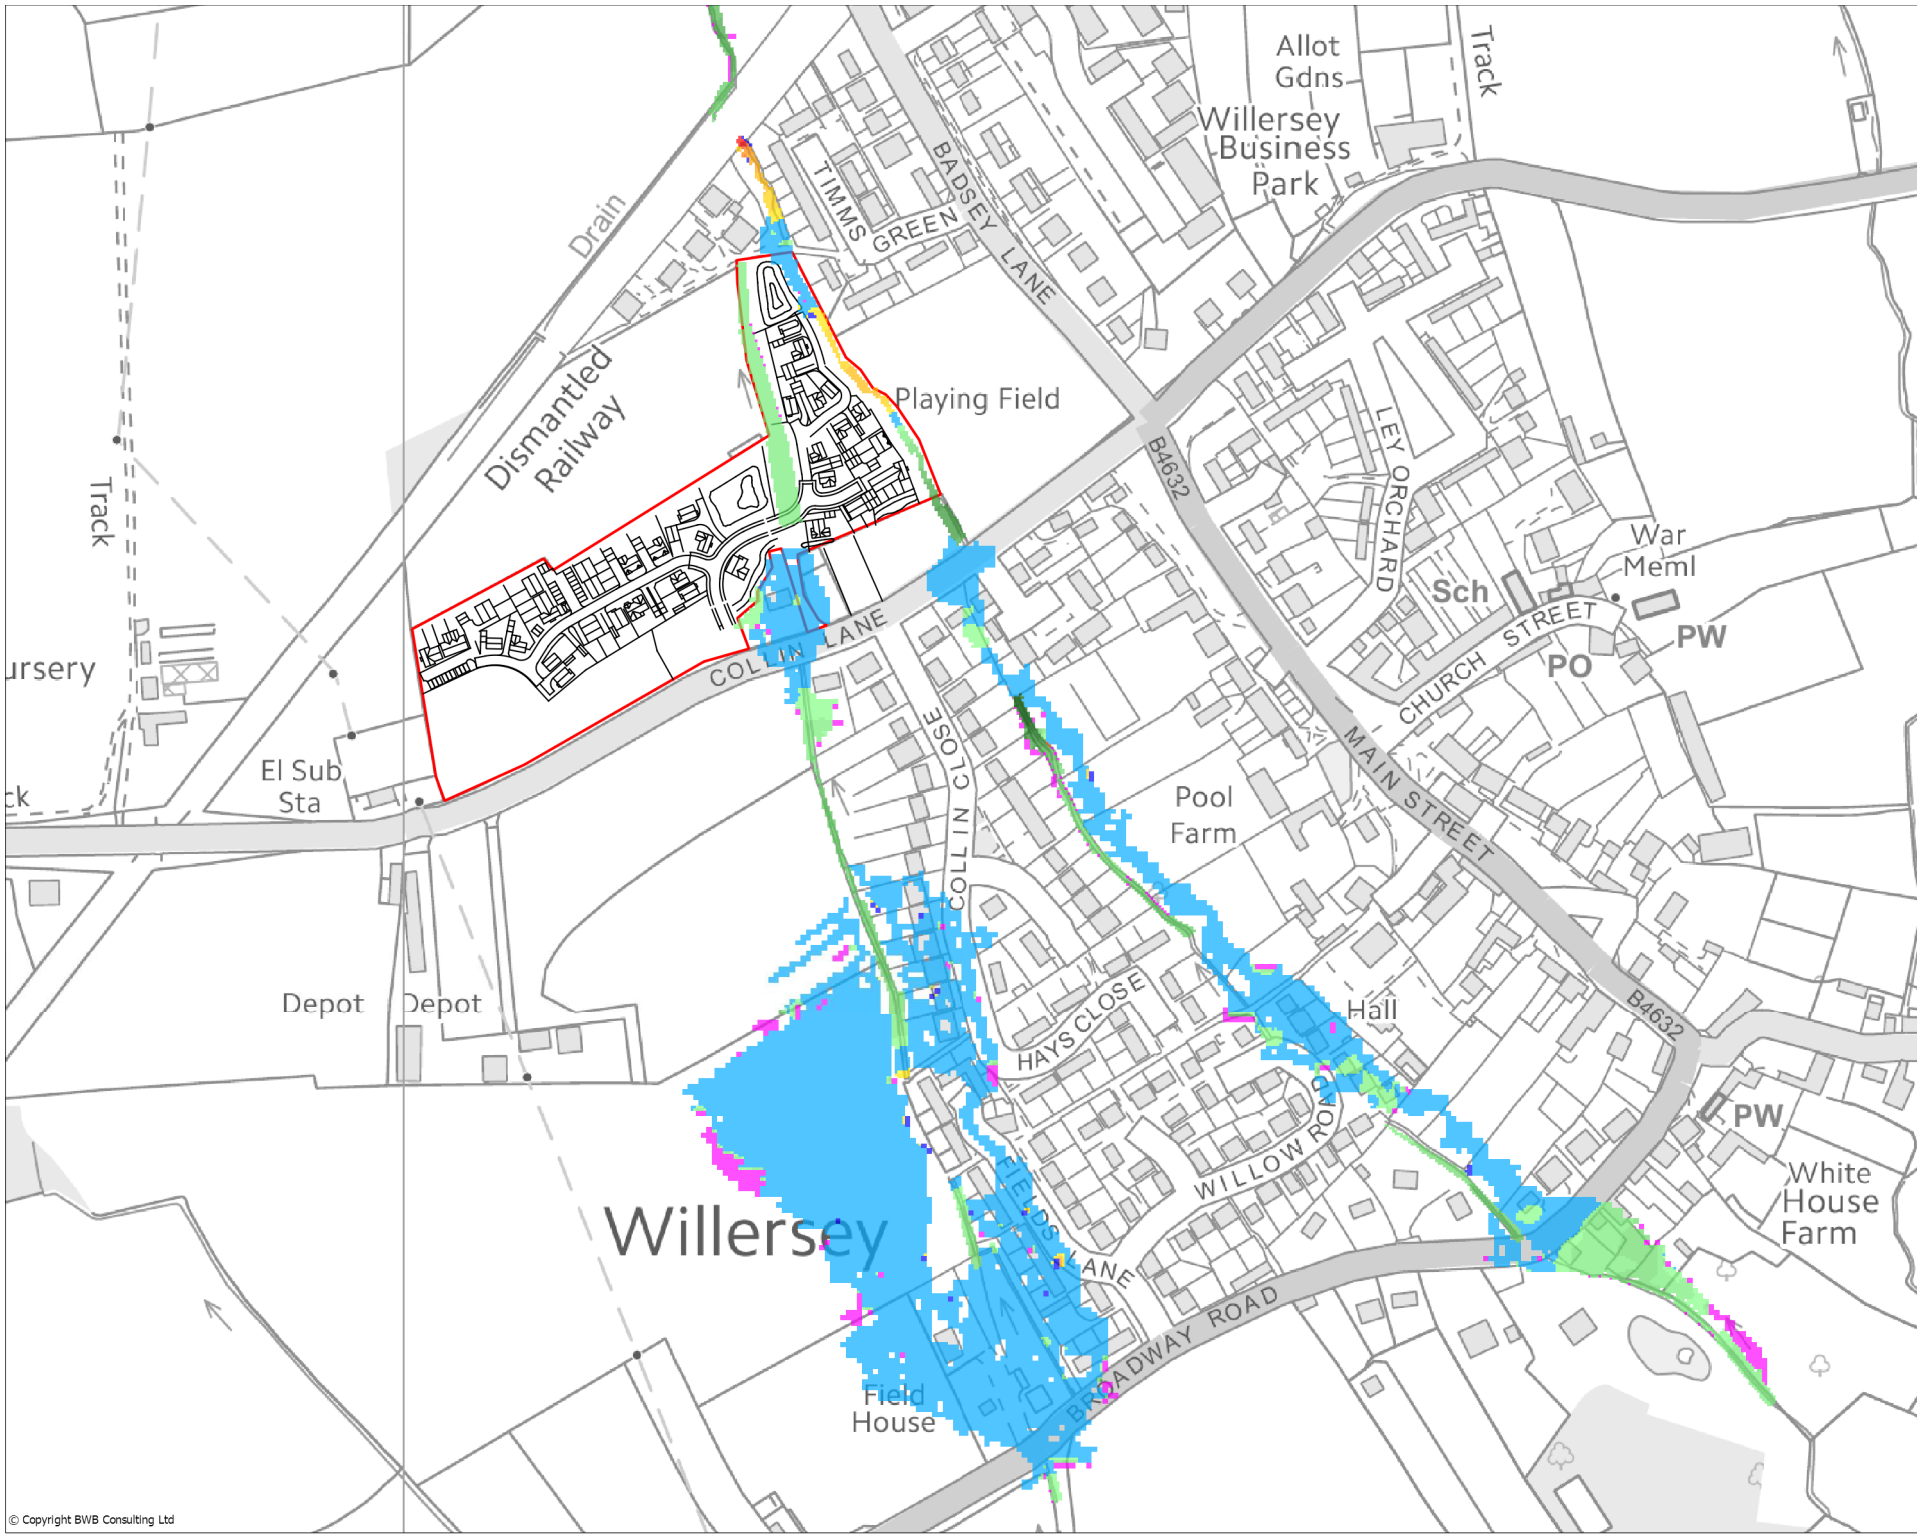 Allot
Gdns
Track
Willersey
Business
Park
BADSEY LANE
TIMMS
GREEN
Drain
Playing Field
Dismantled
Railway
B4632
LEY ORCHARD
Track
War
Meml
Sch
CHURCH STREET
PW
PO
ursery
COLLIN LANE
COLLIN CLOSE
MAIN STREET
El Sub
Sta
ck
Pool
Farm
Depot
Depot
HAYS CLOSE
Hall
B4632
WILLOW ROAD
PW
White
House
Farm
Willersey
FIELDS LANE
BROADWAY ROAD
Field
House
© Copyright BWB Consulting Ltd